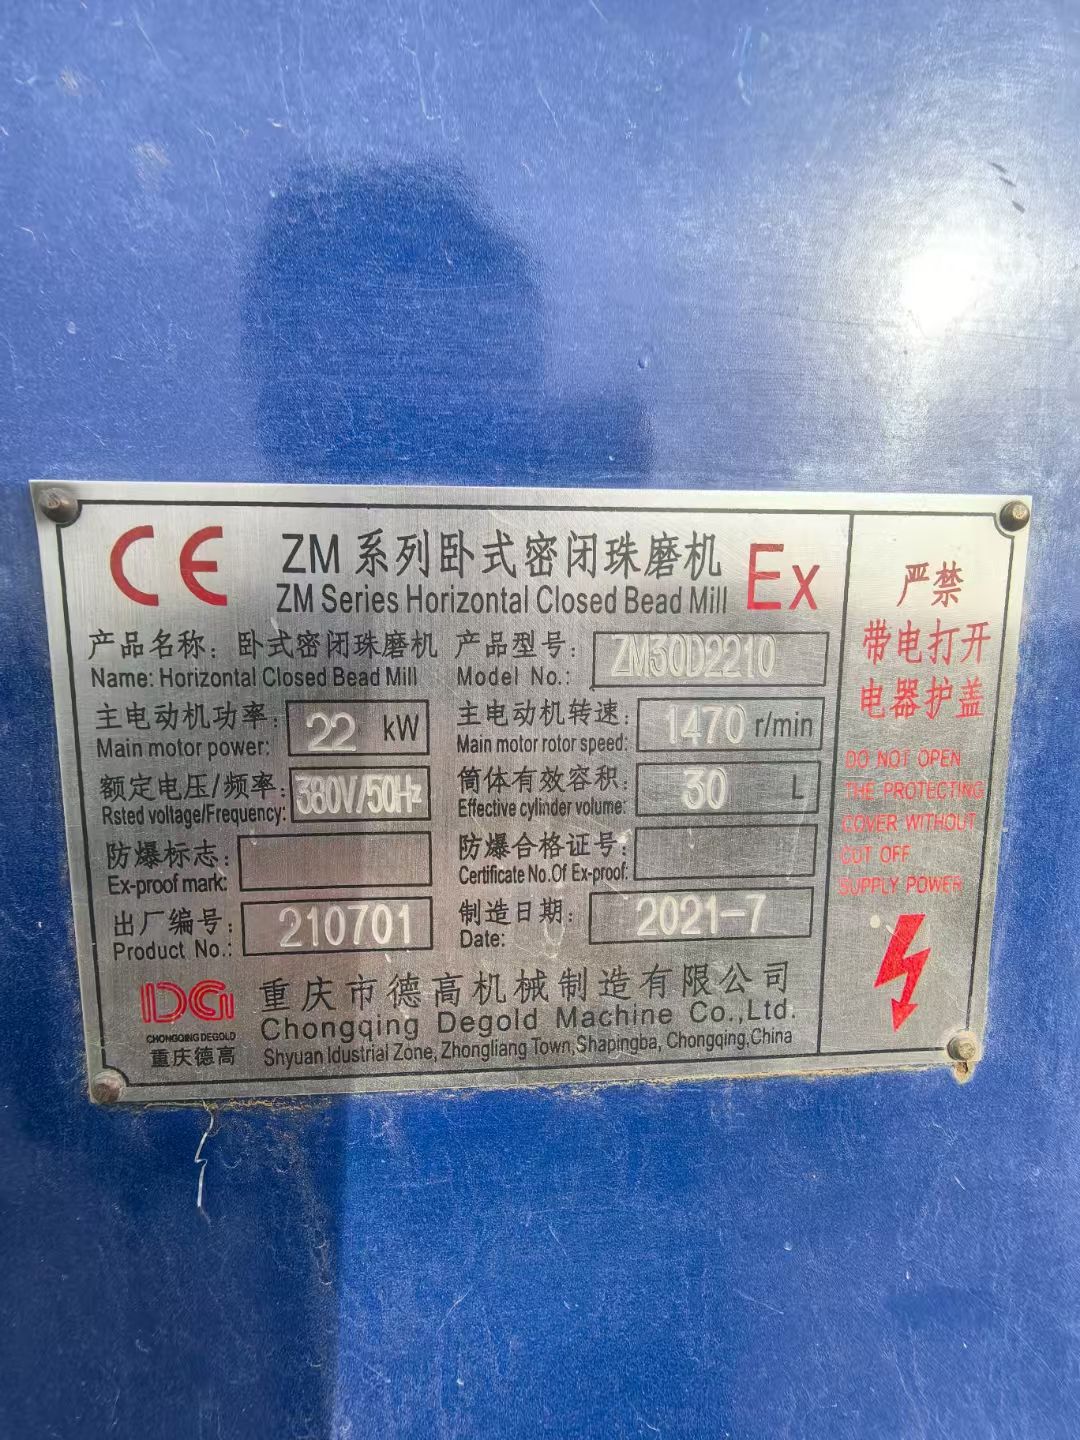 CE
ZM 系列卧式密闭珠磨机
ZM Series Horizontal Closed Bead Mill
Ex
产品名称：卧式密闭珠磨机
Name: Horizontal Closed Bead Mill
产品型号： ZM30D2210
Model No.:
主电动机功率： 22 kW
Main motor power:
主电动机转速： 1470 r/min
Main motor rotor speed:
额定电压/频率： 380V/50Hz
Rsted voltage/Frequency:
筒体有效容积： 30 L
Effective cylinder volume:
防爆标志：
Ex-proof mark:
防爆合格证号：
Certificate No.Of Ex-proof:
出厂编号： 210701
Product No.:
制造日期： 2021-7
Date:
DG
CHONGQING DEGOLD
重庆德高
重庆市德高机械制造有限公司
Chongqing Degold Machine Co.,Ltd.
Shyuan Idustrial Zone, Zhongliang Town,Shapingba, Chongqing,China
严禁
带电打开
电器护盖
DO NOT OPEN
THE PROTECTING
COVER WITHOUT
CUT OFF
SUPPLY POWER